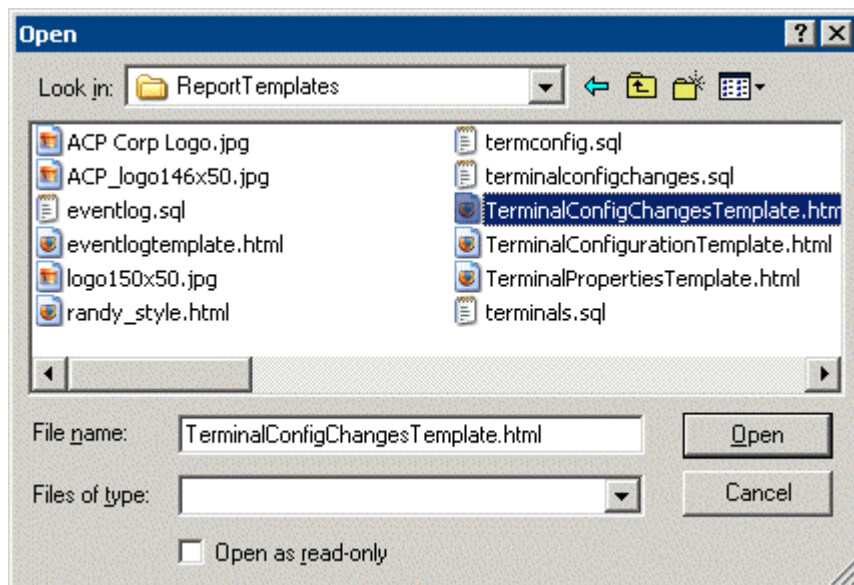 Open
Look in: ReportTemplates
ACP Corp Logo.jpg
ACP_logo146x50.jpg
eventlog.sql
eventlogtemplate.html
logo150x50.jpg
randy_style.html
termconfig.sql
terminalconfigchanges.sql
TerminalConfigChangesTemplate.htm
TerminalConfigurationTemplate.html
TerminalPropertiesTemplate.html
terminals.sql
File name: TerminalConfigChangesTemplate.html Open
Files of type: Cancel
Open as read-only